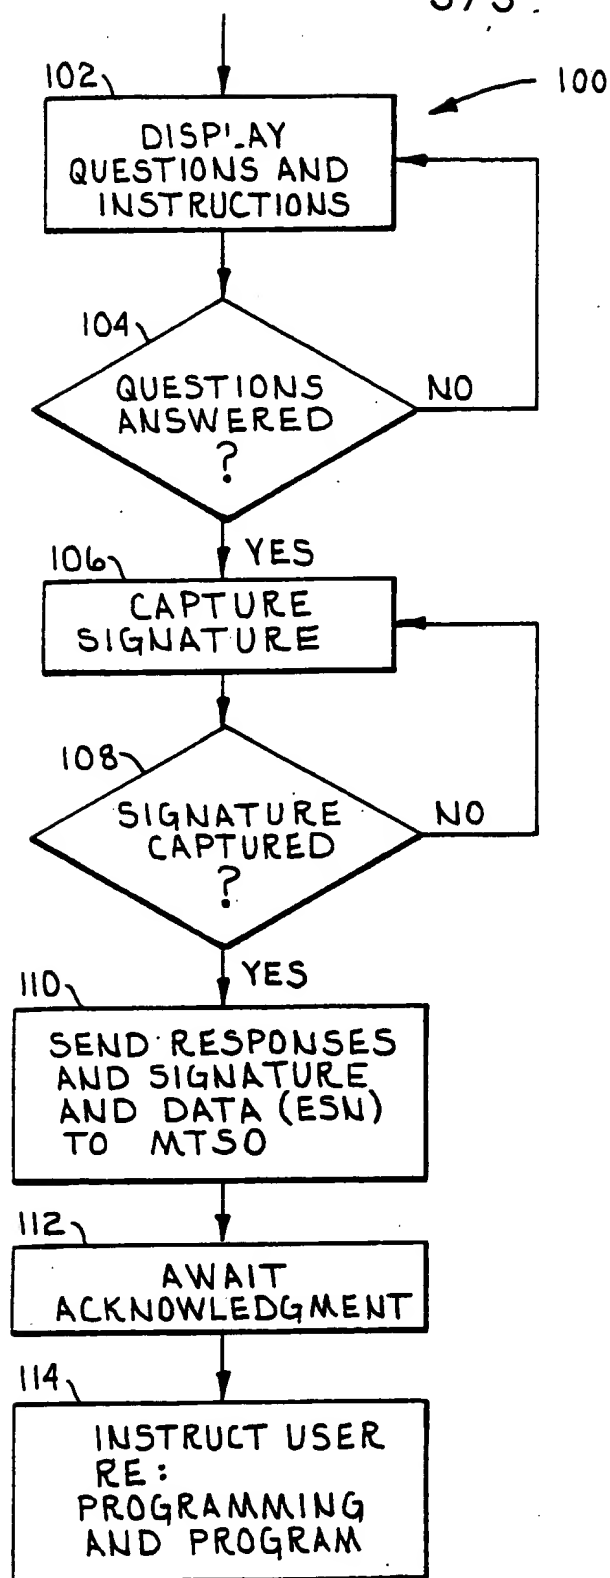 3/3
102
100
DISPLAY
QUESTIONS AND
INSTRUCTIONS
104
QUESTIONS
ANSWERED
?
NO
YES
106
CAPTURE
SIGNATURE
108
SIGNATURE
CAPTURED
?
NO
YES
110
SEND RESPONSES
AND SIGNATURE
AND DATA (ESN)
TO MTSO
112
AWAIT
ACKNOWLEDGMENT
114
INSTRUCT USER
RE:
PROGRAMMING
AND PROGRAM